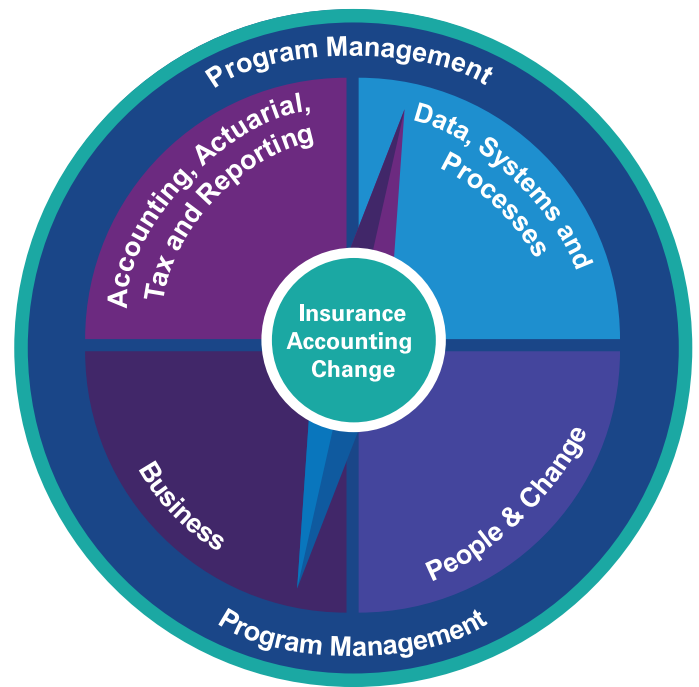 Program Management
Accounting, Actuarial,
Tax and Reporting
Data, Systems and
Processes
Insurance
Accounting
Change
Business
People & Change
Program Management